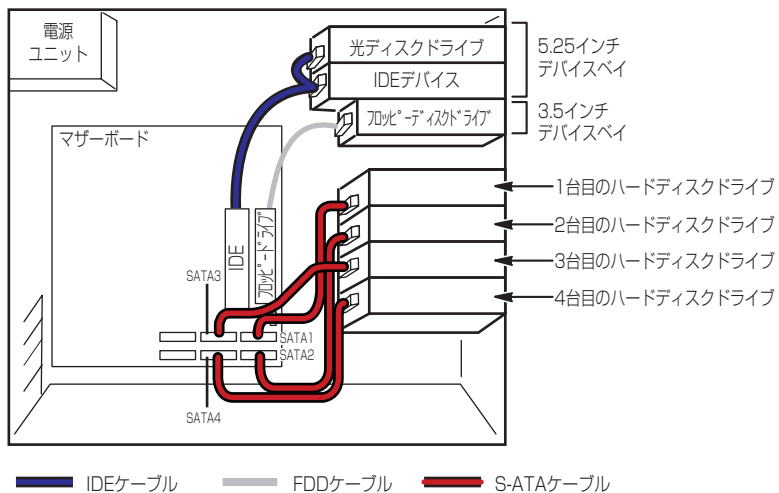 電源
ユニット
光ディスクドライブ
IDEデバイス
フロッピーディスクドライブ
5.25インチ
デバイスベイ
3.5インチ
デバイスベイ
マザーボード
1台目のハードディスクドライブ
2台目のハードディスクドライブ
3台目のハードディスクドライブ
4台目のハードディスクドライブ
IDE
フロッピードライブ
SATA3
SATA1
SATA2
SATA4
IDEケーブル
FDDケーブル
S-ATAケーブル